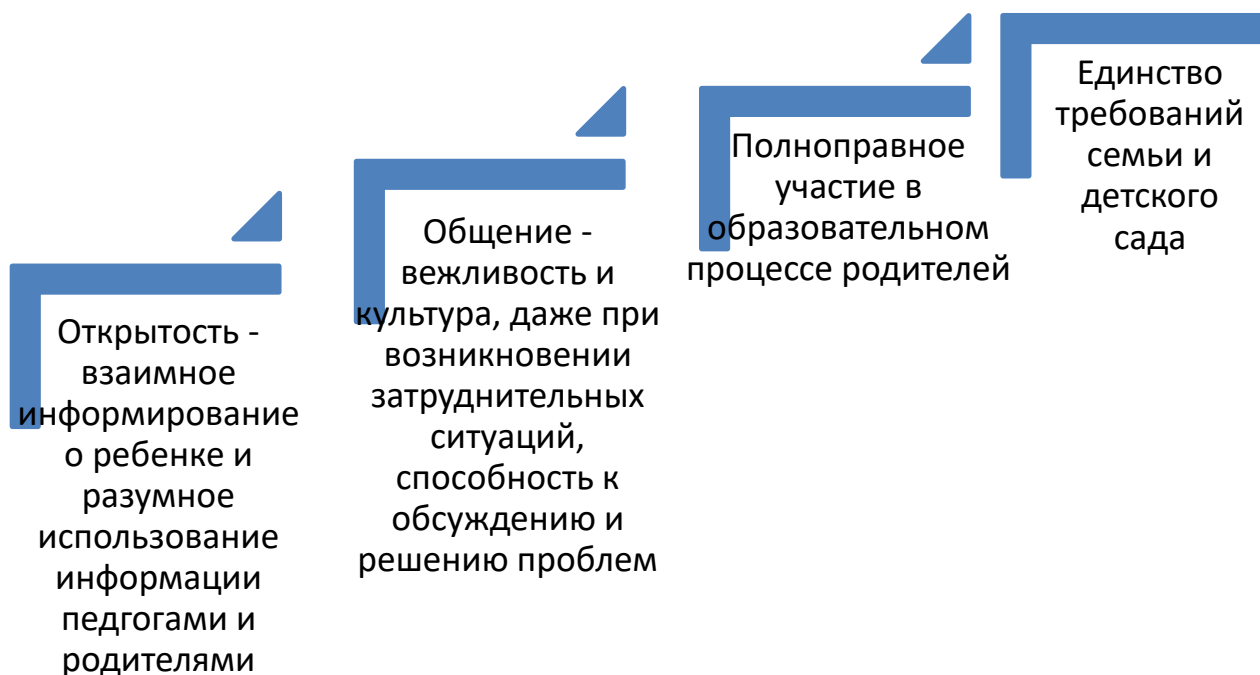 Открытость -
взаимное
информирование
о ребенке и
разумное
использование
информации
педгогами и
родителями
Общение -
вежливость и
культура, даже при
возникновении
затруднительных
ситуаций,
способность к
обсуждению и
решению проблем
Полноправное
участие в
образовательном
процессе родителей
Единство
требований
семьи и
детского
сада